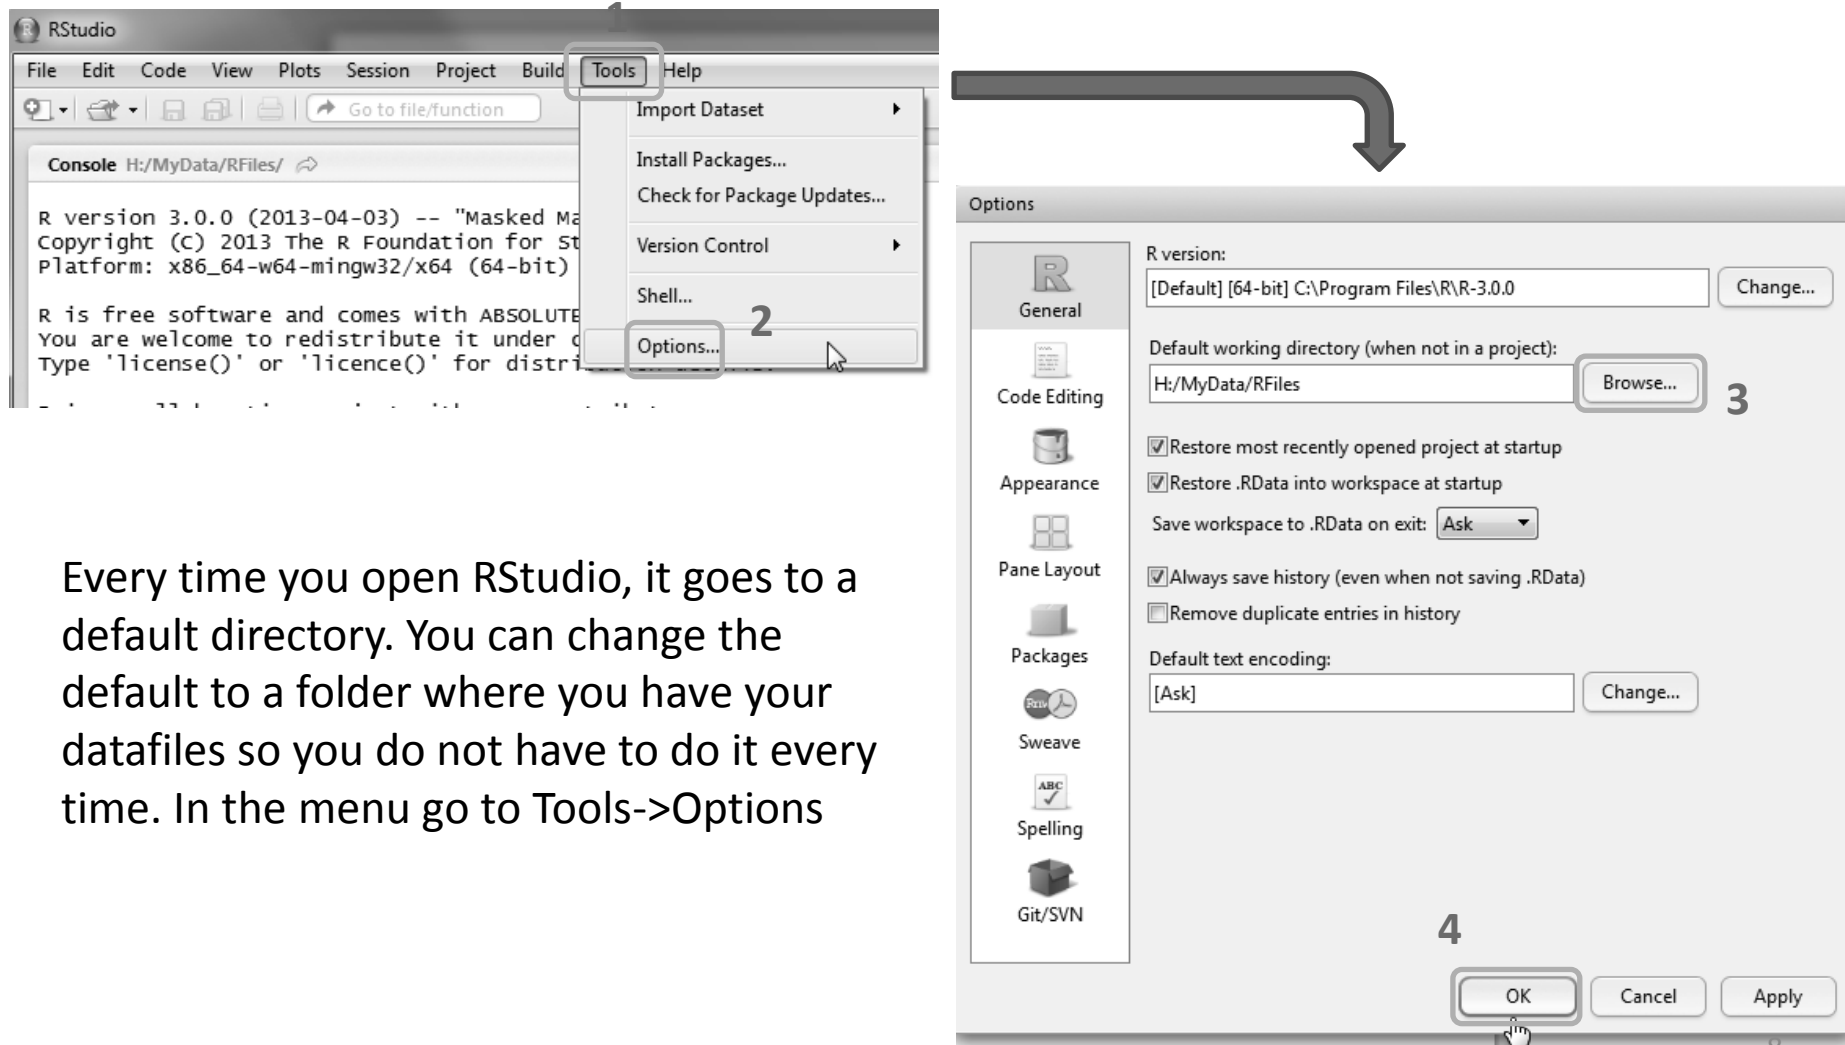 1
RStudio
File Edit Code View Plots Session Project Build Tools Help
Go to file/function
Import Dataset
Install Packages...
Check for Package Updates...
Version Control
Shell...
Options...
2
Console H:/MyData/RFiles/
R version 3.0.0 (2013-04-03) -- "Masked Ma
Copyright (C) 2013 The R Foundation for St
Platform: x86_64-w64-mingw32/x64 (64-bit)
R is free software and comes with ABSOLUTE
You are welcome to redistribute it under c
Type 'license()' or 'licence()' for distri
Every time you open RStudio, it goes to a
default directory. You can change the
default to a folder where you have your
datafiles so you do not have to do it every
time. In the menu go to Tools->Options
Options
General
Code Editing
Appearance
Pane Layout
Packages
Sweave
ABC
Spelling
Git/SVN
R version:
[Default] [64-bit] C:\Program Files\R\R-3.0.0
Change...
Default working directory (when not in a project):
H:/MyData/RFiles
Browse...
3
Restore most recently opened project at startup
Restore .RData into workspace at startup
Save workspace to .RData on exit: Ask
Always save history (even when not saving .RData)
Remove duplicate entries in history
Default text encoding:
[Ask]
Change...
4
OK Cancel Apply